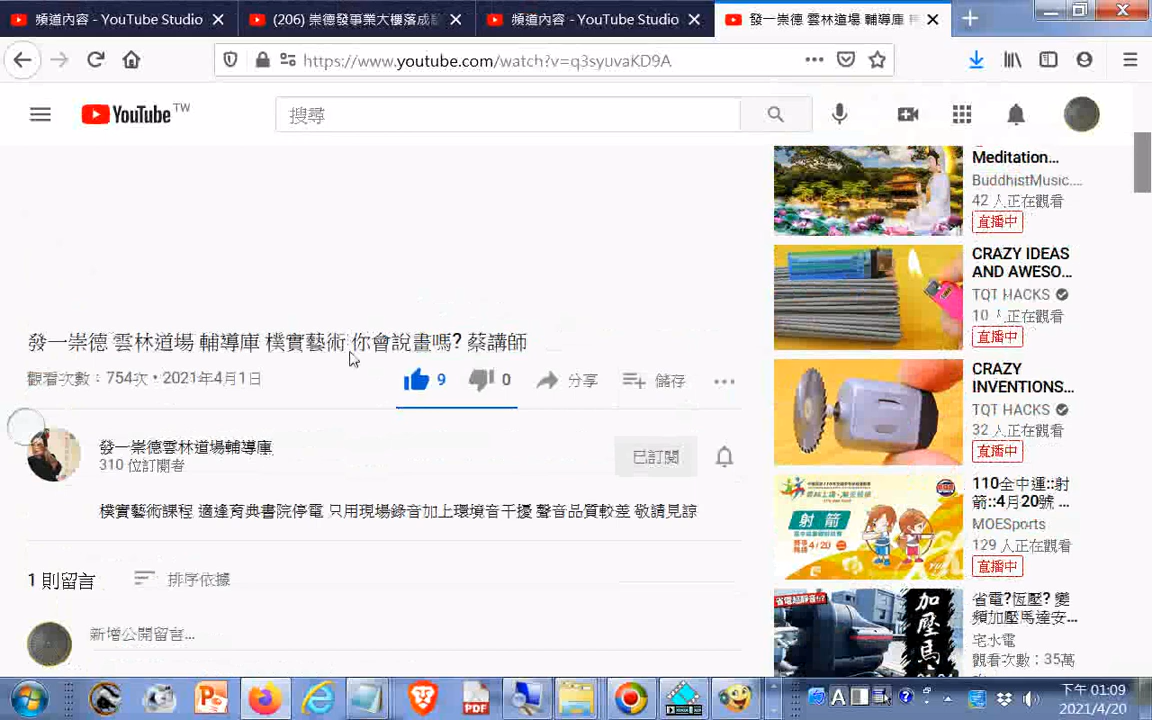 頻道內容 - YouTube Studio
(206) 崇德發事業大樓落成
頻道內容 - YouTube Studio
發一崇德 雲林道場 輔導庫
https://www.youtube.com/watch?v=q3syuvaKD9A
YouTube TW
搜尋
Meditation...
BuddhistMusic....
42 人正在觀看
直播中
CRAZY IDEAS
AND AWESO...
TQT HACKS
10 人正在觀看
直播中
發一崇德 雲林道場 輔導庫 樸實藝術 你會說畫嗎? 蔡講師
觀看次數：754次 • 2021年4月1日
9
0
分享
儲存
CRAZY
INVENTIONS...
TQT HACKS
32 人正在觀看
直播中
發一崇德雲林道場輔導庫
310 位訂閱者
已訂閱
樸實藝術課程 適逢育典書院停電 只用現場錄音加上環境音干擾 聲音品質較差 敬請見諒
110全中運::射
箭::4月20號 ...
MOESports
129 人正在觀看
直播中
射箭
1 則留言
排序依據
新增公開留言...
省電?恆壓? 變
頻加壓馬達安...
宅水電
觀看次數：35萬
加壓馬
PDF
A
下午 01:09
2021/4/20